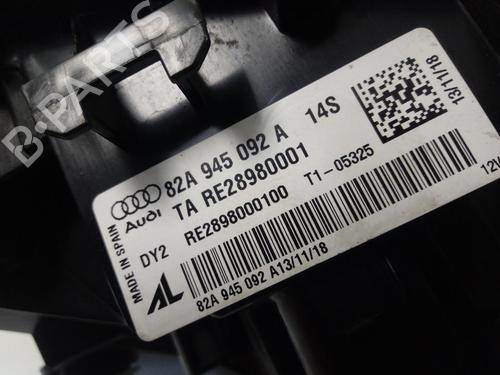 B-PARTS
Audi
82A 945 092 A
14S
13/11/18
TA RE28980001
RE2898000100
T1-05325
MADE IN SPAIN
DY2
AL
82A 945 092 A13/11/18